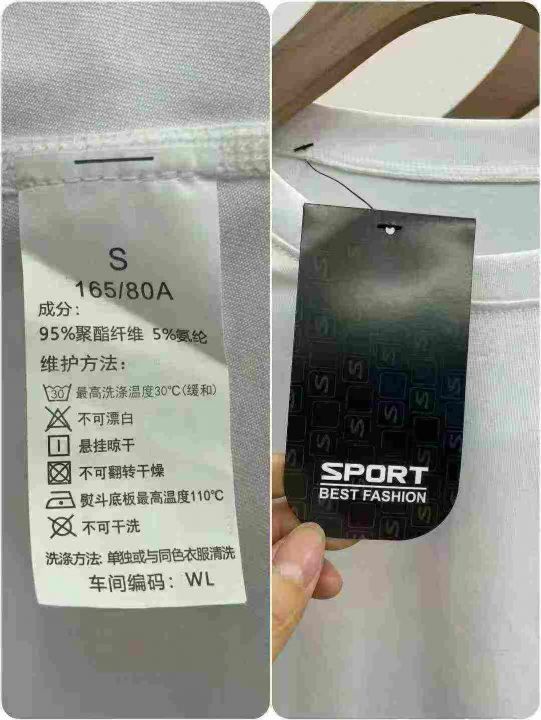 S
165/80A
成分：
95%聚酯纤维 5%氨纶
维护方法：
30 最高洗涤温度30℃(缓和)
不可漂白
悬挂晾干
不可翻转干燥
熨斗底板最高温度110℃
不可干洗
洗涤方法: 单独或与同色衣服清洗
车间编码：WL
SPORT
BEST FASHION